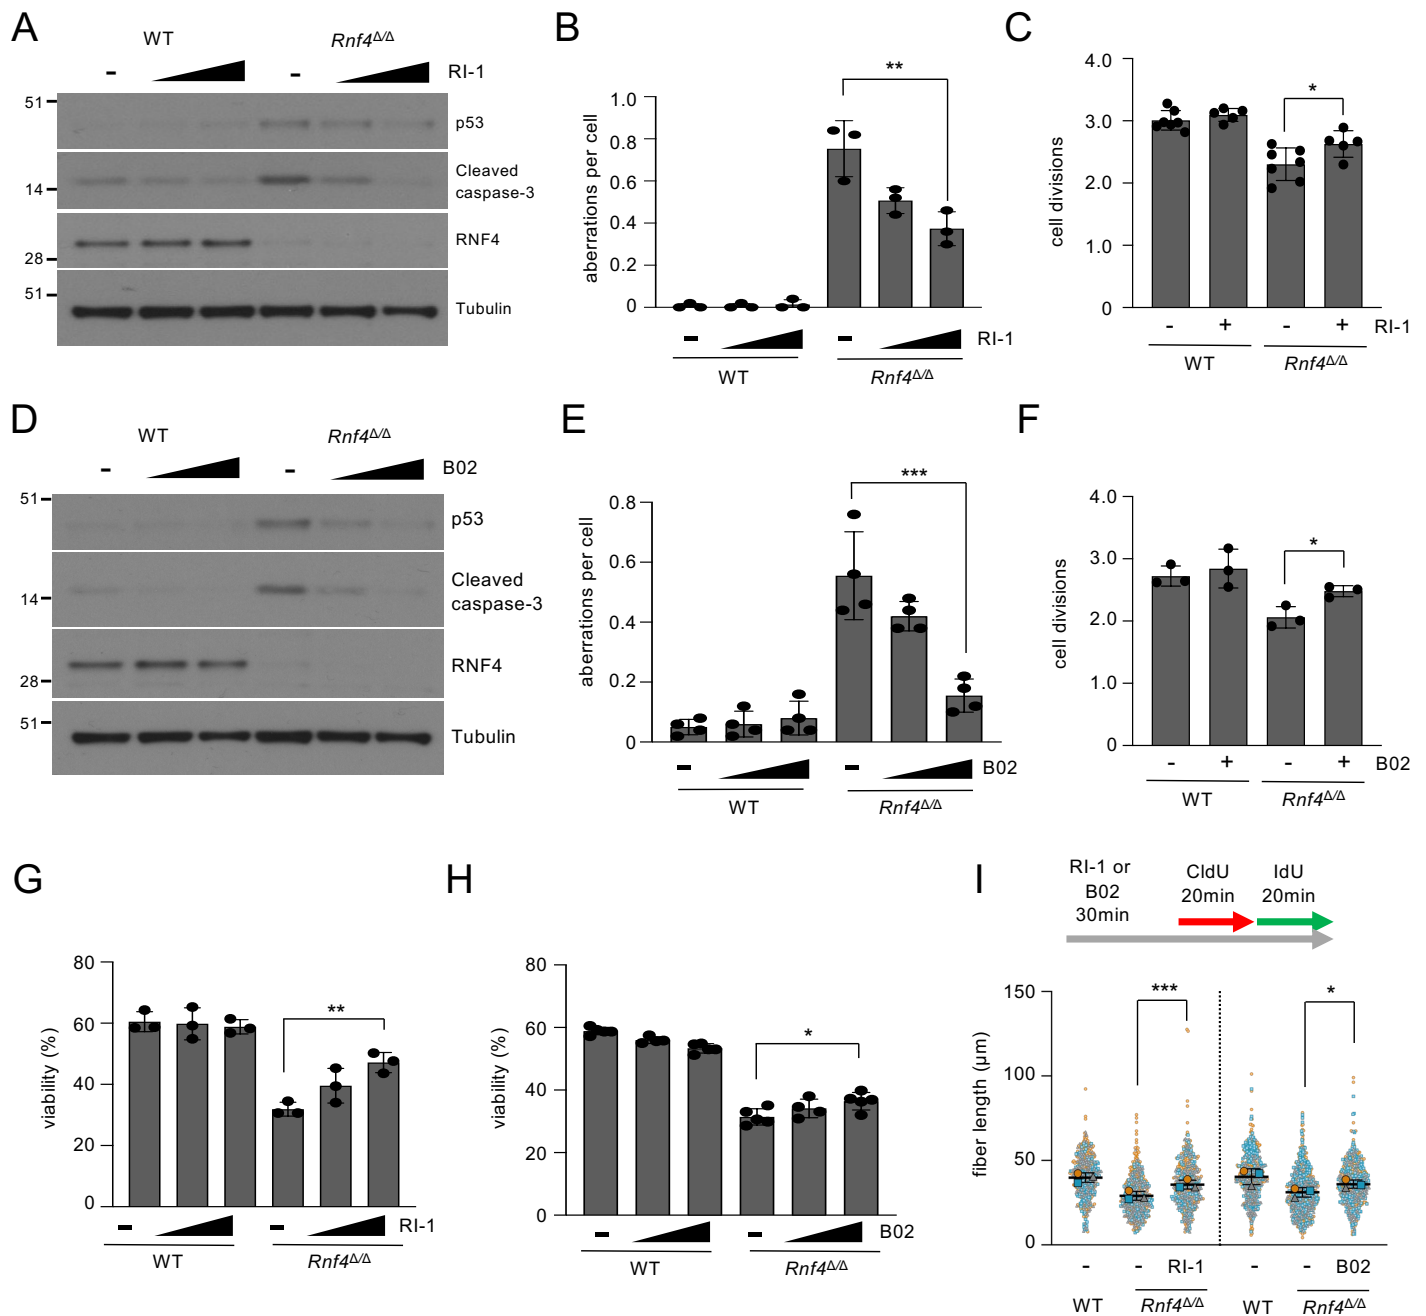 A
WT
Rnf4Δ/Δ
-
-
RI-1
51
p53
Cleaved
caspase-3
14
RNF4
28
51
Tubulin
B
**
1.0
0.8
0.6
0.4
0.2
0
aberrations per cell
-
-
RI-1
WT
Rnf4Δ/Δ
C
4.0
3.0
2.0
1.0
0
cell divisions
*
- + - + RI-1
WT
Rnf4Δ/Δ
D
WT
Rnf4Δ/Δ
-
-
B02
51
p53
Cleaved
caspase-3
14
RNF4
28
51
Tubulin
E
***
0.8
0.6
0.4
0.2
0
aberrations per cell
-
-
B02
WT
Rnf4Δ/Δ
F
4.0
3.0
2.0
1.0
0
cell divisions
*
- + - + B02
WT
Rnf4Δ/Δ
G
80
60
40
20
0
viability (%)
**
-
-
RI-1
WT
Rnf4Δ/Δ
H
80
60
40
20
0
viability (%)
*
-
-
B02
WT
Rnf4Δ/Δ
I
RI-1 or
B02
30min
CldU
20min
IdU
20min
150
100
50
0
fiber length (μm)
***
*
- - RI-1 - - B02
WT Rnf4Δ/Δ WT Rnf4Δ/Δ